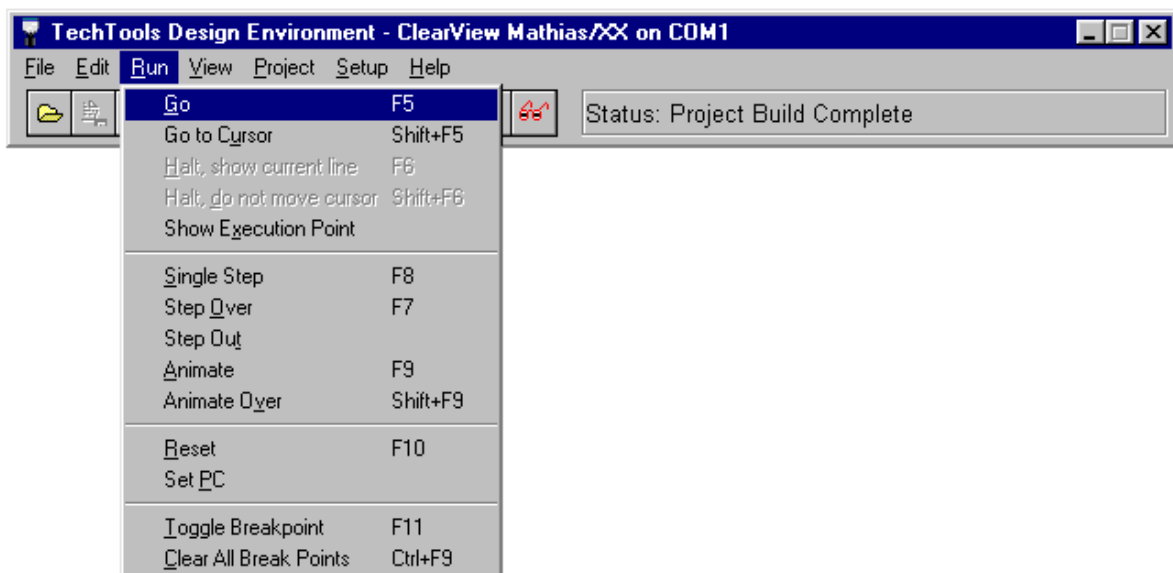 TechTools Design Environment - ClearView Mathias/XX on COM1
File Edit Run View Project Setup Help
Status: Project Build Complete
Go F5
Go to Cursor Shift+F5
Halt, show current line F6
Halt, do not move cursor Shift+F6
Show Execution Point
Single Step F8
Step Over F7
Step Out
Animate F9
Animate Over Shift+F9
Reset F10
Set PC
Toggle Breakpoint F11
Clear All Break Points Ctrl+F9